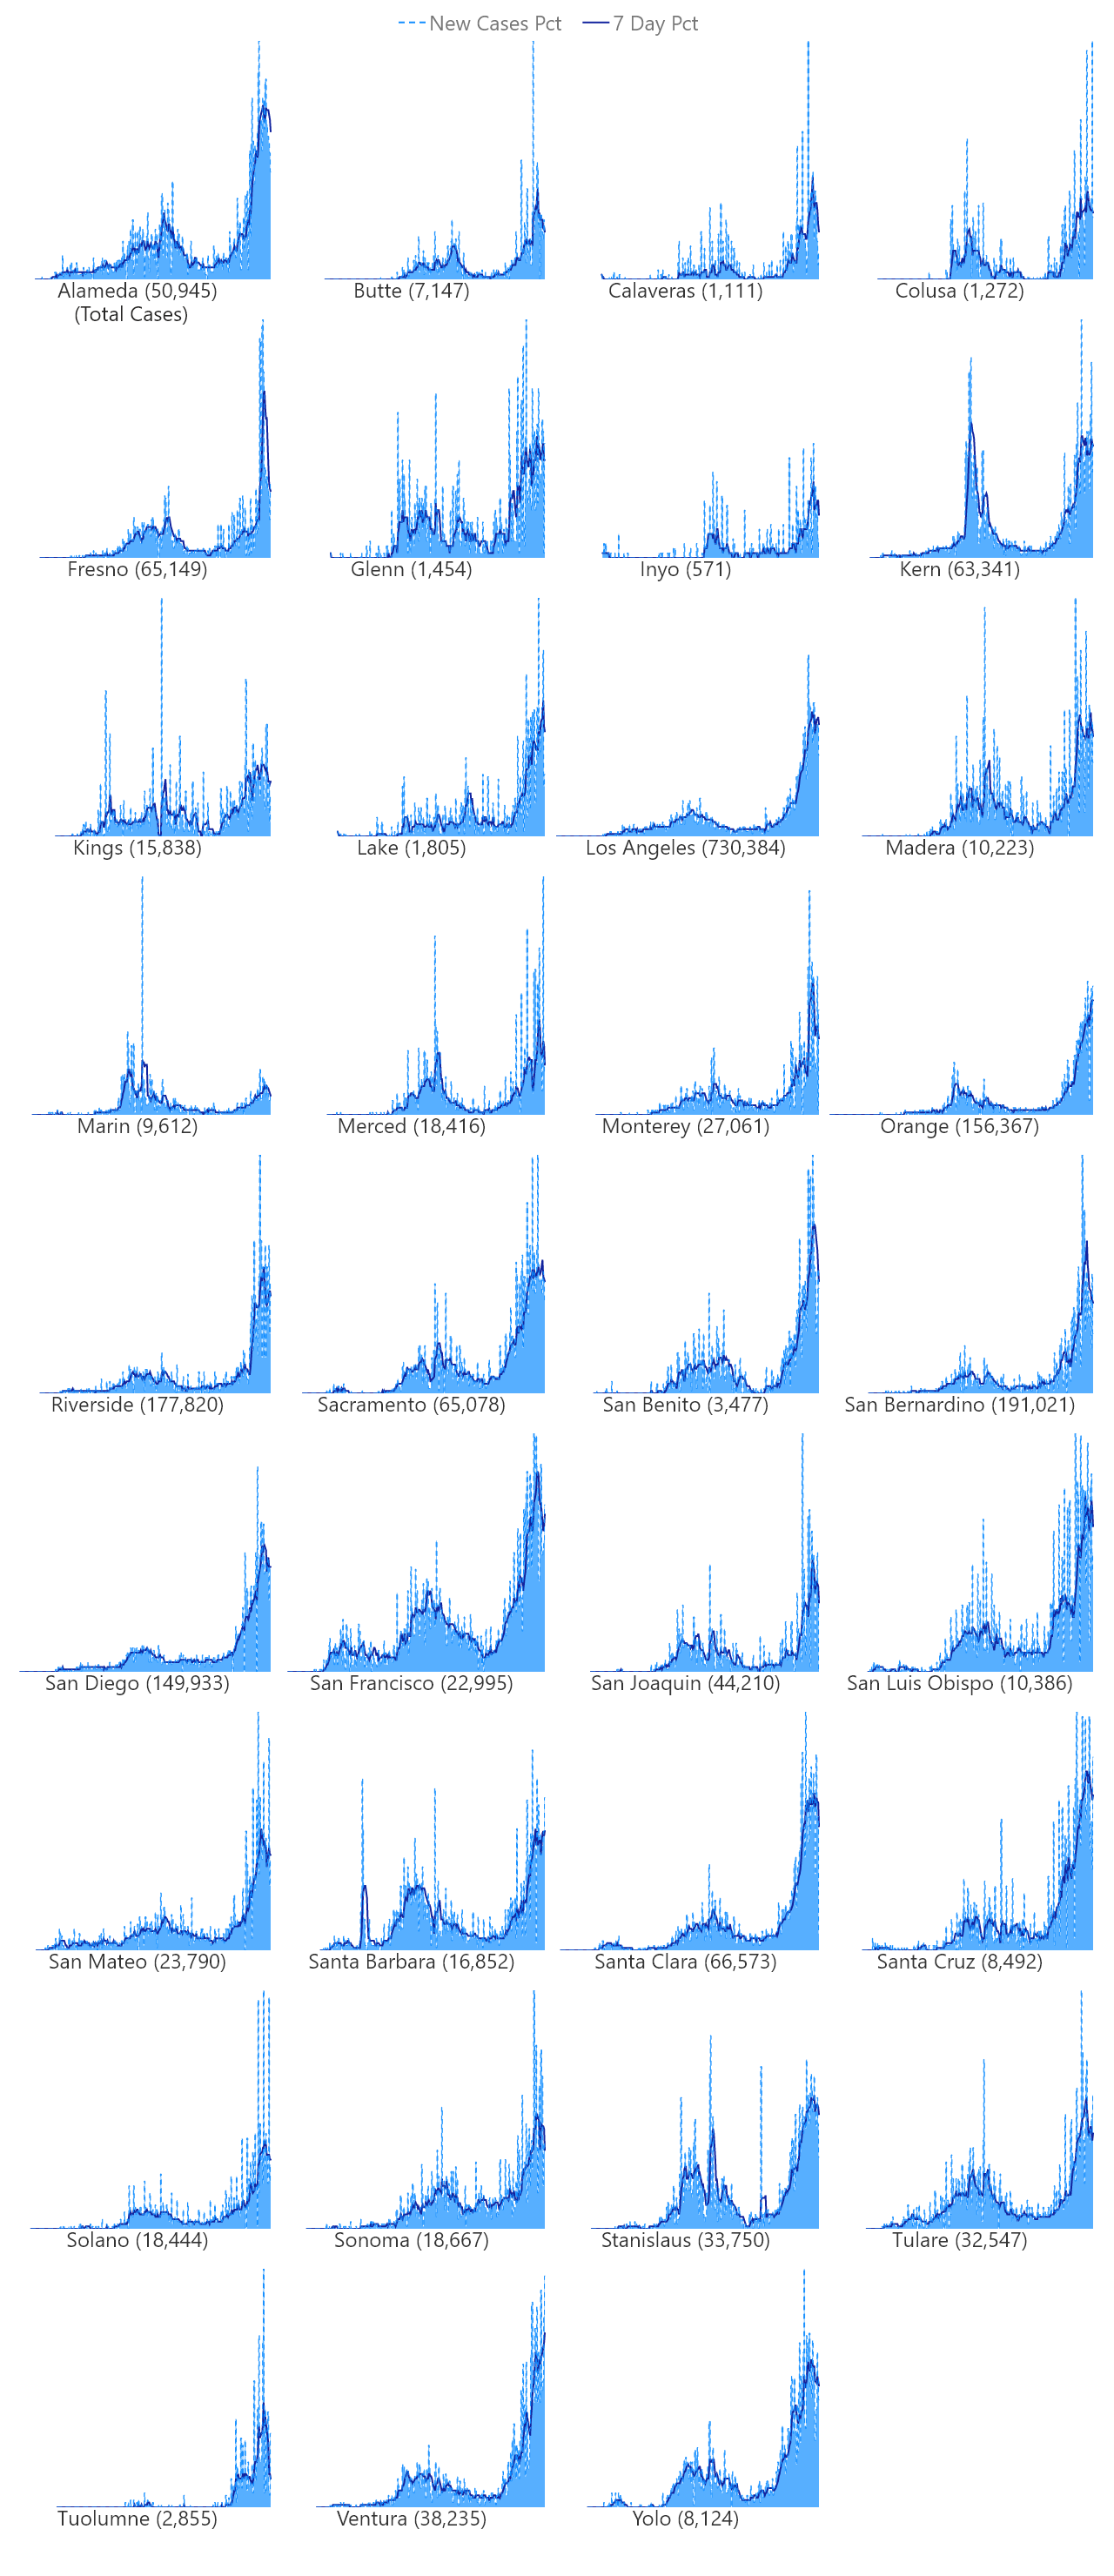 New Cases Pct 7 Day Pct
Alameda (50,945) Butte (7,147) Calaveras (1,111) Colusa (1,272)
(Total Cases)
Fresno (65,149) Glenn (1,454) Inyo (571) Kern (63,341)
Kings (15,838) Lake (1,805) Los Angeles (730,384) Madera (10,223)
Marin (9,612) Merced (18,416) Monterey (27,061) Orange (156,367)
Riverside (177,820) Sacramento (65,078) San Benito (3,477) San Bernardino (191,021)
San Diego (149,933) San Francisco (22,995) San Joaquin (44,210) San Luis Obispo (10,386)
San Mateo (23,790) Santa Barbara (16,852) Santa Clara (66,573) Santa Cruz (8,492)
Solano (18,444) Sonoma (18,667) Stanislaus (33,750) Tulare (32,547)
Tuolumne (2,855) Ventura (38,235) Yolo (8,124)